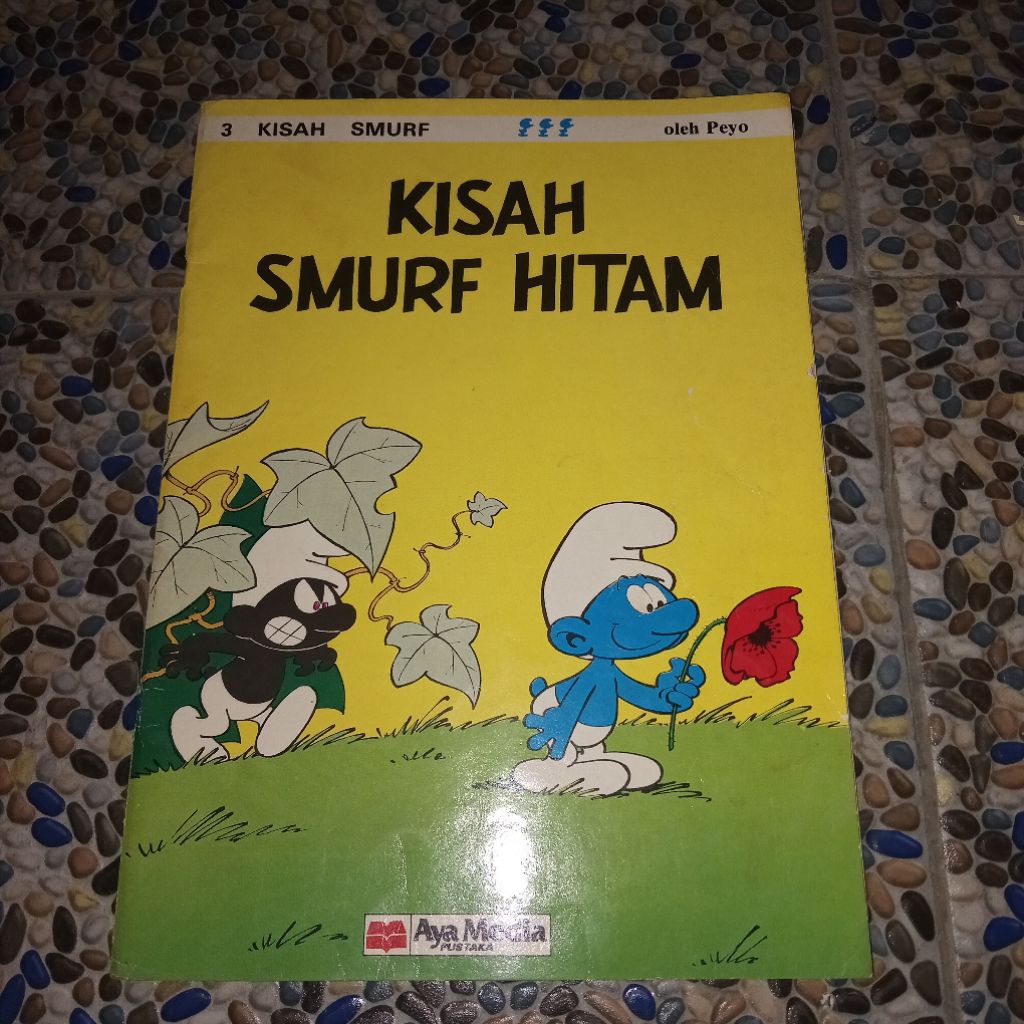 3 KISAH SMURF oleh Peyo
KISAH
SMURF HITAM
Aya Media
PUSTAKA